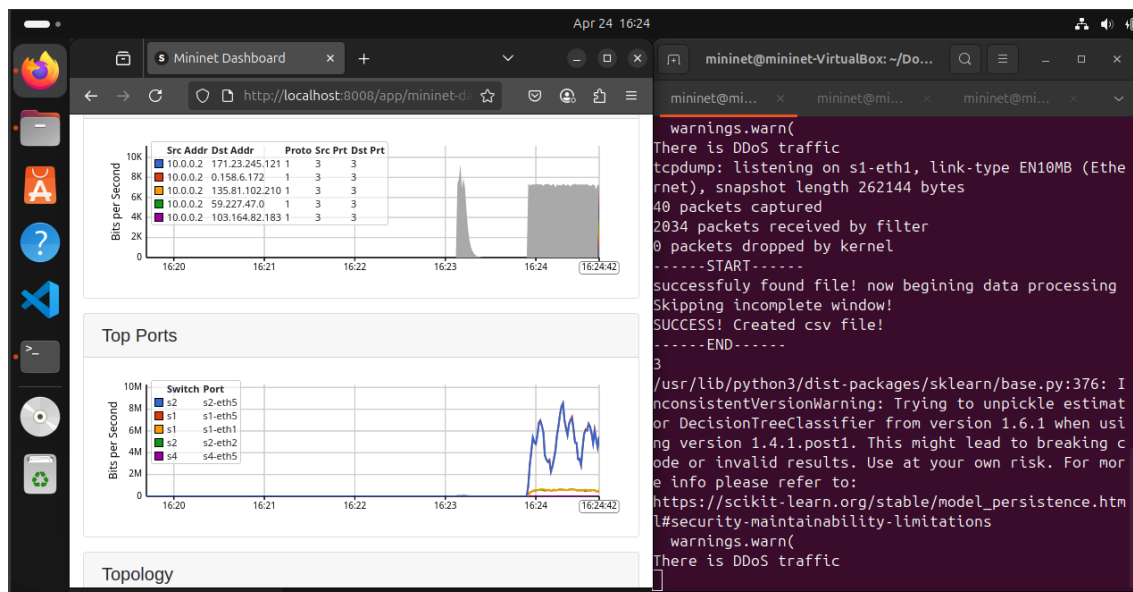 Apr 24 16:24
Mininet Dashboard
http://localhost:8008/app/mininet-da
Src Addr Dst Addr Proto Src Prt Dst Prt
10.0.0.2 171.23.245.121 1 3 3
10.0.0.2 0.158.6.172 1 3 3
10.0.0.2 135.81.102.210 1 3 3
10.0.0.2 59.227.47.0 1 3 3
10.0.0.2 103.164.82.183 1 3 3
Bits per Second
10K
8K
6K
4K
2K
0
16:20 16:21 16:22 16:23 16:24 16:24:42
Top Ports
Switch Port
s2 s2-eth5
s1 s1-eth5
s1 s1-eth1
s2 s2-eth2
s4 s4-eth5
Bits per Second
10M
8M
6M
4M
2M
0
16:20 16:21 16:22 16:23 16:24 16:24:42
Topology
mininet@mininet-VirtualBox: ~/Do...
mininet@mi... mininet@mi... mininet@mi...
warnings.warn(
There is DDoS traffic
tcpdump: listening on s1-eth1, link-type EN10MB (Ethe
rnet), snapshot length 262144 bytes
40 packets captured
2034 packets received by filter
0 packets dropped by kernel
------START------
successfuly found file! now begining data processing
Skipping incomplete window!
SUCCESS! Created csv file!
------END------
3
/usr/lib/python3/dist-packages/sklearn/base.py:376: I
nconsistentVersionWarning: Trying to unpickle estimat
or DecisionTreeClassifier from version 1.6.1 when usi
ng version 1.4.1.post1. This might lead to breaking c
ode or invalid results. Use at your own risk. For mor
e info please refer to:
https://scikit-learn.org/stable/model_persistence.htm
l#security-maintainability-limitations
warnings.warn(
There is DDoS traffic